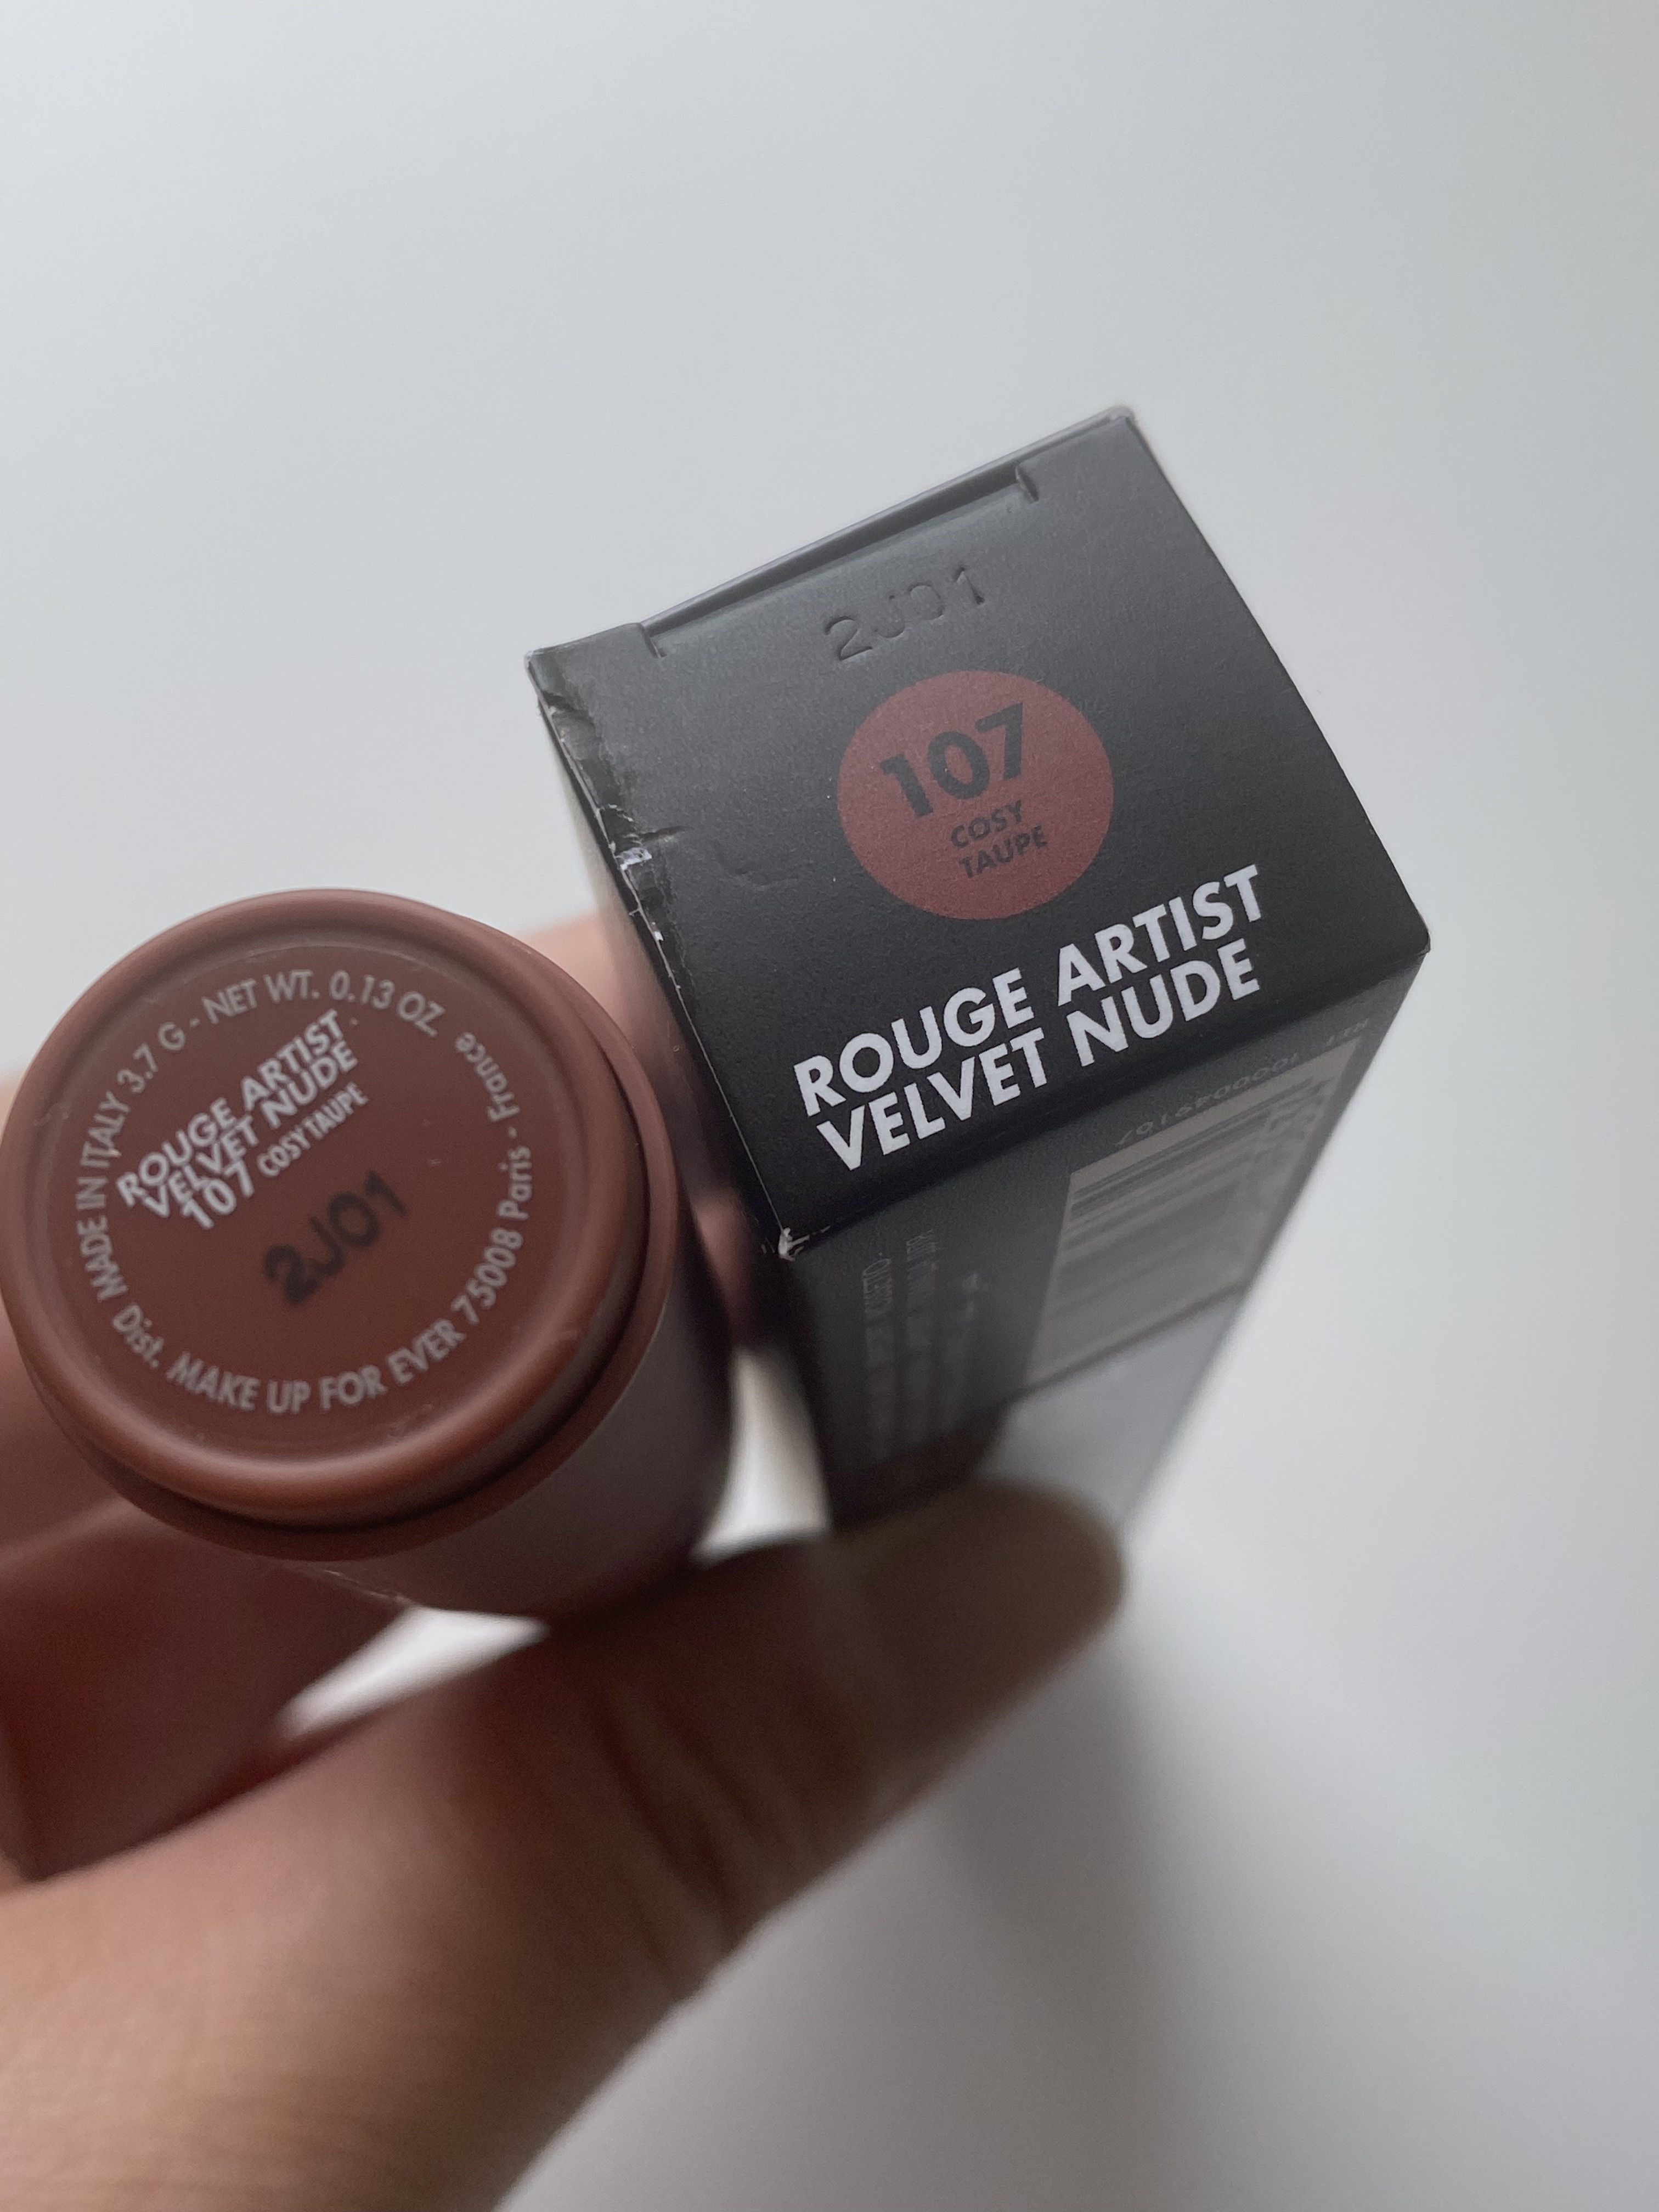 2J01
107
COSY
TAUPE
ROUGE ARTIST
VELVET NUDE
MADE IN ITALY 3.7 G - NET WT. 0.13 OZ
ROUGE ARTIST
VELVET NUDE
107 COSY TAUPE
2J01
Dist. MAKE UP FOR EVER 75008 Paris - France